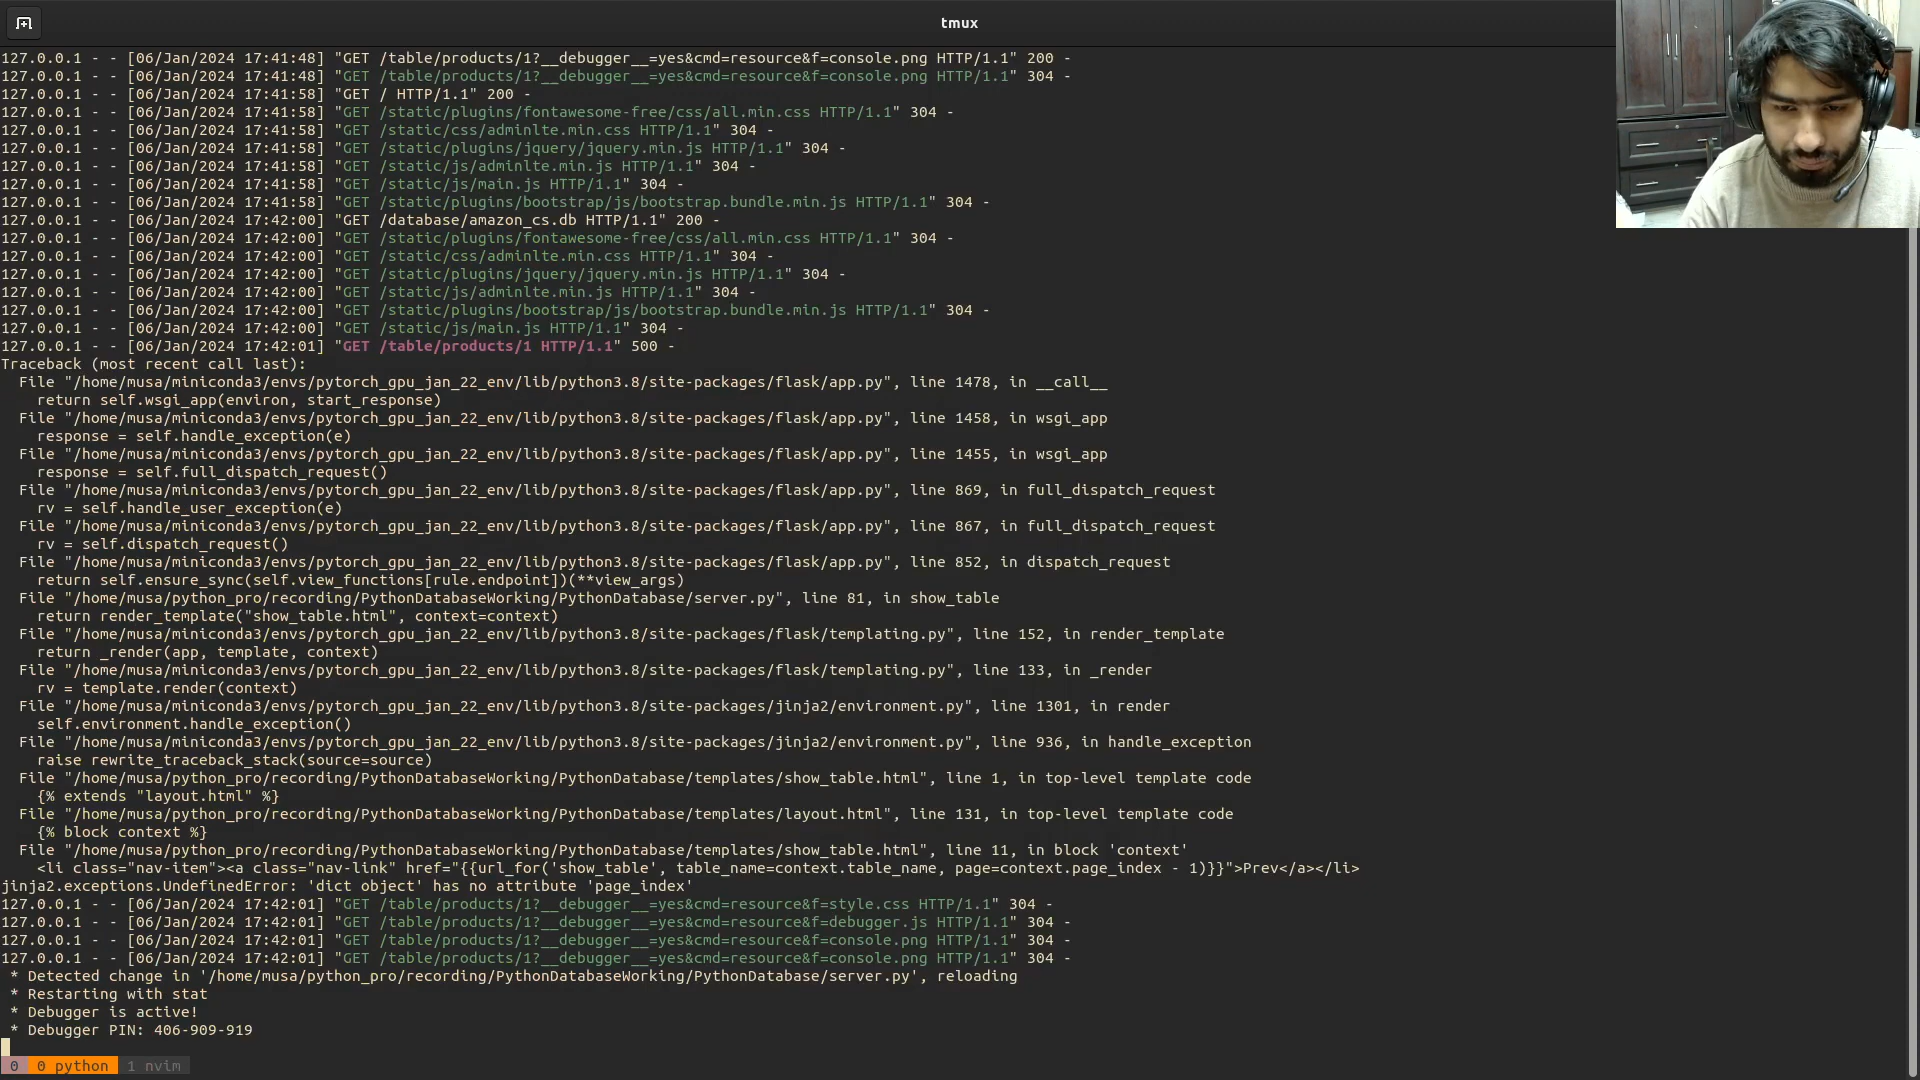 tmux
127.0.0.1 - - [06/Jan/2024 17:41:48] "GET /table/products/1?__debugger__=yes&cmd=resource&f=console.png HTTP/1.1" 200 -
127.0.0.1 - - [06/Jan/2024 17:41:48] "GET /table/products/1?__debugger__=yes&cmd=resource&f=console.png HTTP/1.1" 304 -
127.0.0.1 - - [06/Jan/2024 17:41:58] "GET / HTTP/1.1" 200 -
127.0.0.1 - - [06/Jan/2024 17:41:58] "GET /static/plugins/fontawesome-free/css/all.min.css HTTP/1.1" 304 -
127.0.0.1 - - [06/Jan/2024 17:41:58] "GET /static/css/adminlte.min.css HTTP/1.1" 304 -
127.0.0.1 - - [06/Jan/2024 17:41:58] "GET /static/plugins/jquery/jquery.min.js HTTP/1.1" 304 -
127.0.0.1 - - [06/Jan/2024 17:41:58] "GET /static/js/adminlte.min.js HTTP/1.1" 304 -
127.0.0.1 - - [06/Jan/2024 17:41:58] "GET /static/js/main.js HTTP/1.1" 304 -
127.0.0.1 - - [06/Jan/2024 17:41:58] "GET /static/plugins/bootstrap/js/bootstrap.bundle.min.js HTTP/1.1" 304 -
127.0.0.1 - - [06/Jan/2024 17:42:00] "GET /database/amazon_cs.db HTTP/1.1" 200 -
127.0.0.1 - - [06/Jan/2024 17:42:00] "GET /static/plugins/fontawesome-free/css/all.min.css HTTP/1.1" 304 -
127.0.0.1 - - [06/Jan/2024 17:42:00] "GET /static/css/adminlte.min.css HTTP/1.1" 304 -
127.0.0.1 - - [06/Jan/2024 17:42:00] "GET /static/plugins/jquery/jquery.min.js HTTP/1.1" 304 -
127.0.0.1 - - [06/Jan/2024 17:42:00] "GET /static/js/adminlte.min.js HTTP/1.1" 304 -
127.0.0.1 - - [06/Jan/2024 17:42:00] "GET /static/plugins/bootstrap/js/bootstrap.bundle.min.js HTTP/1.1" 304 -
127.0.0.1 - - [06/Jan/2024 17:42:00] "GET /static/js/main.js HTTP/1.1" 304 -
127.0.0.1 - - [06/Jan/2024 17:42:01] "GET /table/products/1 HTTP/1.1" 500 -
Traceback (most recent call last):
  File "/home/musa/miniconda3/envs/pytorch_gpu_jan_22_env/lib/python3.8/site-packages/flask/app.py", line 1478, in __call__
    return self.wsgi_app(environ, start_response)
  File "/home/musa/miniconda3/envs/pytorch_gpu_jan_22_env/lib/python3.8/site-packages/flask/app.py", line 1458, in wsgi_app
    response = self.handle_exception(e)
  File "/home/musa/miniconda3/envs/pytorch_gpu_jan_22_env/lib/python3.8/site-packages/flask/app.py", line 1455, in wsgi_app
    response = self.full_dispatch_request()
  File "/home/musa/miniconda3/envs/pytorch_gpu_jan_22_env/lib/python3.8/site-packages/flask/app.py", line 869, in full_dispatch_request
    rv = self.handle_user_exception(e)
  File "/home/musa/miniconda3/envs/pytorch_gpu_jan_22_env/lib/python3.8/site-packages/flask/app.py", line 867, in full_dispatch_request
    rv = self.dispatch_request()
  File "/home/musa/miniconda3/envs/pytorch_gpu_jan_22_env/lib/python3.8/site-packages/flask/app.py", line 852, in dispatch_request
    return self.ensure_sync(self.view_functions[rule.endpoint])(**view_args)
  File "/home/musa/python_pro/recording/PythonDatabaseWorking/PythonDatabase/server.py", line 81, in show_table
    return render_template("show_table.html", context=context)
  File "/home/musa/miniconda3/envs/pytorch_gpu_jan_22_env/lib/python3.8/site-packages/flask/templating.py", line 152, in render_template
    return _render(app, template, context)
  File "/home/musa/miniconda3/envs/pytorch_gpu_jan_22_env/lib/python3.8/site-packages/flask/templating.py", line 133, in _render
    rv = template.render(context)
  File "/home/musa/miniconda3/envs/pytorch_gpu_jan_22_env/lib/python3.8/site-packages/jinja2/environment.py", line 1301, in render
    self.environment.handle_exception()
  File "/home/musa/miniconda3/envs/pytorch_gpu_jan_22_env/lib/python3.8/site-packages/jinja2/environment.py", line 936, in handle_exception
    raise rewrite_traceback_stack(source=source)
  File "/home/musa/python_pro/recording/PythonDatabaseWorking/PythonDatabase/templates/show_table.html", line 1, in top-level template code
    {% extends "layout.html" %}
  File "/home/musa/python_pro/recording/PythonDatabaseWorking/PythonDatabase/templates/layout.html", line 131, in top-level template code
    {% block context %}
  File "/home/musa/python_pro/recording/PythonDatabaseWorking/PythonDatabase/templates/show_table.html", line 11, in block 'context'
    <li class="nav-item"><a class="nav-link" href="{{url_for('show_table', table_name=context.table_name, page=context.page_index - 1)}}">Prev</a></li>
jinja2.exceptions.UndefinedError: 'dict object' has no attribute 'page_index'
127.0.0.1 - - [06/Jan/2024 17:42:01] "GET /table/products/1?__debugger__=yes&cmd=resource&f=style.css HTTP/1.1" 304 -
127.0.0.1 - - [06/Jan/2024 17:42:01] "GET /table/products/1?__debugger__=yes&cmd=resource&f=debugger.js HTTP/1.1" 304 -
127.0.0.1 - - [06/Jan/2024 17:42:01] "GET /table/products/1?__debugger__=yes&cmd=resource&f=console.png HTTP/1.1" 304 -
127.0.0.1 - - [06/Jan/2024 17:42:01] "GET /table/products/1?__debugger__=yes&cmd=resource&f=console.png HTTP/1.1" 304 -
 * Detected change in '/home/musa/python_pro/recording/PythonDatabaseWorking/PythonDatabase/server.py', reloading
 * Restarting with stat
 * Debugger is active!
 * Debugger PIN: 406-909-919
0 0 python 1 nvim